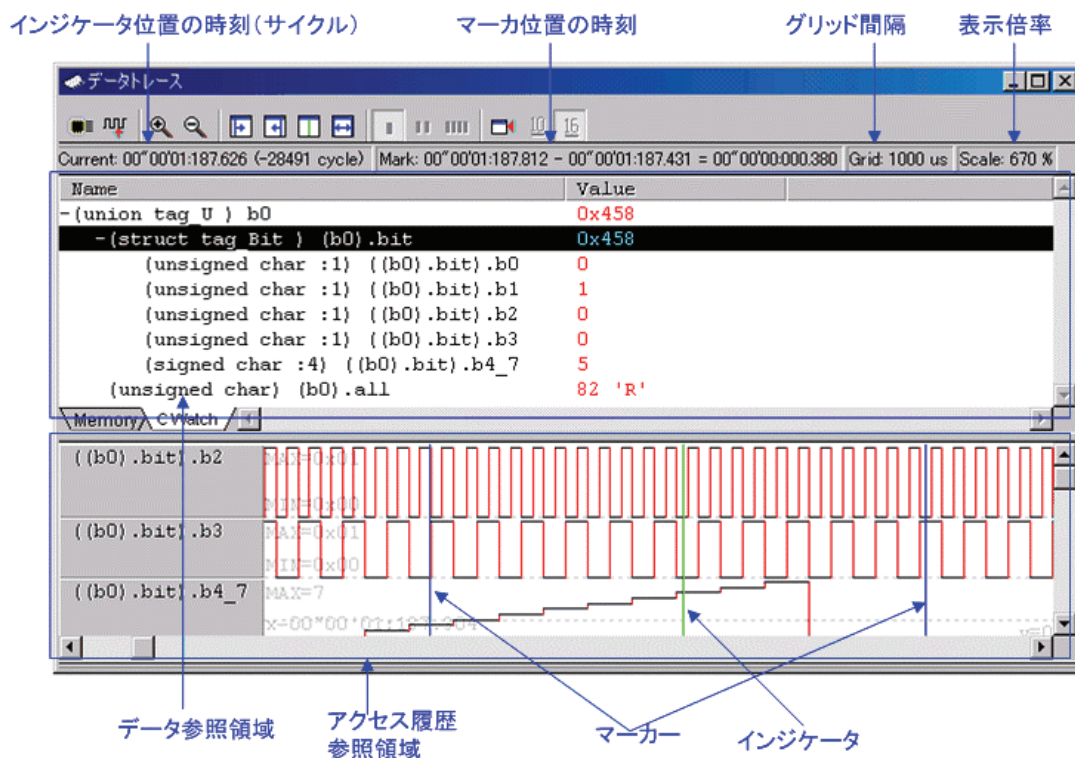 インジケータ位置の時刻(サイクル)
マーカ位置の時刻
グリッド間隔
表示倍率
データトレース
10
16
Current: 00"00'01:187.626 (-28491 cycle)
Mark: 00"00'01:187.812 - 00"00'01:187.431 = 00"00'00:000.380
Grid: 1000 us
Scale: 670 %
Name Value
-(union tag_U ) b0 0x458
-(struct tag_Bit ) (b0).bit 0x458
(unsigned char :1) ((b0).bit).b0 0
(unsigned char :1) ((b0).bit).b1 1
(unsigned char :1) ((b0).bit).b2 0
(unsigned char :1) ((b0).bit).b3 0
(signed char :4) ((b0).bit).b4_7 5
(unsigned char) (b0).all 82 'R'
Memory
C Watch
((b0).bit).b2
MAX=0x01
MIN=0x00
((b0).bit).b3
MAX=0x01
MIN=0x00
((b0).bit).b4_7
MAX=7
データ参照領域
アクセス履歴
参照領域
マーカー
インジケータ